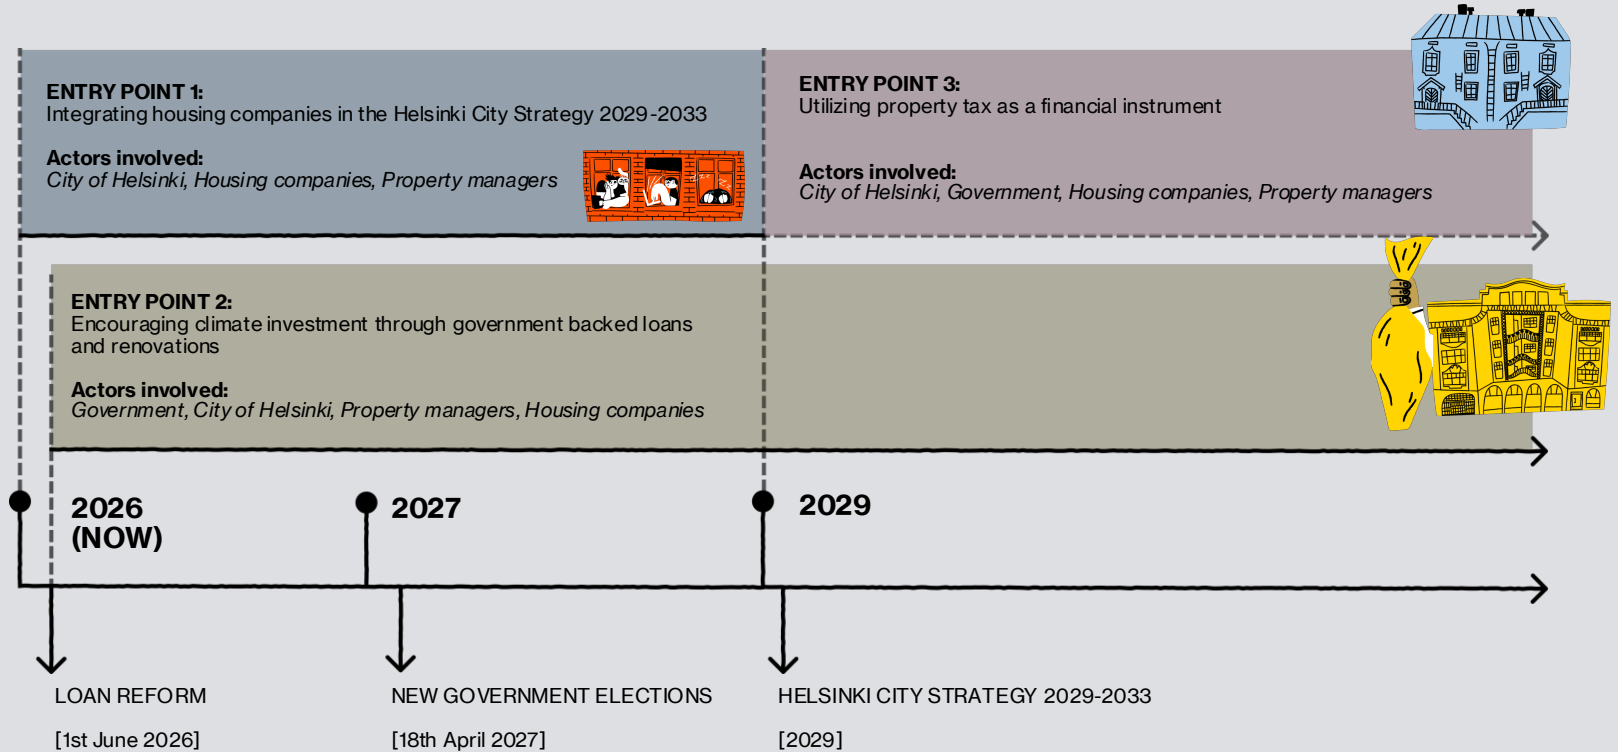 ENTRY POINT 1:
Integrating housing companies in the Helsinki City Strategy 2029-2033
Actors involved:
City of Helsinki, Housing companies, Property managers
ENTRY POINT 3:
Utilizing property tax as a financial instrument
Actors involved:
City of Helsinki, Government, Housing companies, Property managers
ENTRY POINT 2:
Encouraging climate investment through government backed loans
and renovations
Actors involved:
Government, City of Helsinki, Property managers, Housing companies
2026
(NOW)
2027
2029
LOAN REFORM
[1st June 2026]
NEW GOVERNMENT ELECTIONS
[18th April 2027]
HELSINKI CITY STRATEGY 2029-2033
[2029]